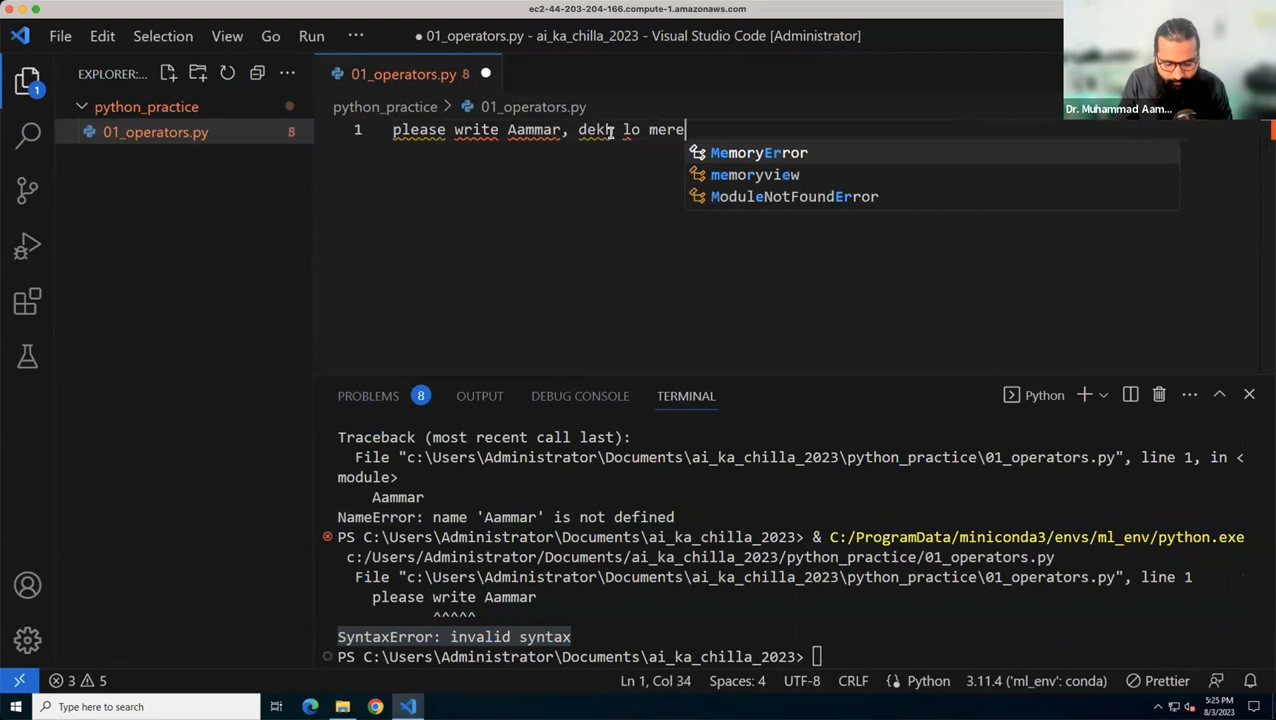 ec2-44-203-204-166.compute-1.amazonaws.com
File Edit Selection View Go Run ··· ● 01_operators.py - ai_ka_chilla_2023 - Visual Studio Code [Administrator]
Dr. Muhammad Aam...
EXPLORER:... ···
01_operators.py 8
1
python_practice
python_practice > 01_operators.py
01_operators.py 8
1 please write Aammar, dekh lo mere
MemoryError
memoryview
ModuleNotFoundError
PROBLEMS 8 OUTPUT DEBUG CONSOLE TERMINAL Python ···
Traceback (most recent call last):
File "c:\Users\Administrator\Documents\ai_ka_chilla_2023\python_practice\01_operators.py", line 1, in <
module>
Aammar
NameError: name 'Aammar' is not defined
PS C:\Users\Administrator\Documents\ai_ka_chilla_2023> & C:/ProgramData/miniconda3/envs/ml_env/python.exe
c:/Users/Administrator/Documents/ai_ka_chilla_2023/python_practice/01_operators.py
File "c:\Users\Administrator\Documents\ai_ka_chilla_2023\python_practice\01_operators.py", line 1
please write Aammar
^^^^^
SyntaxError: invalid syntax
PS C:\Users\Administrator\Documents\ai_ka_chilla_2023>
3 5 Ln 1, Col 34 Spaces: 4 UTF-8 CRLF Python 3.11.4 ('ml_env': conda) Prettier
Type here to search
5:25 PM
8/3/2023